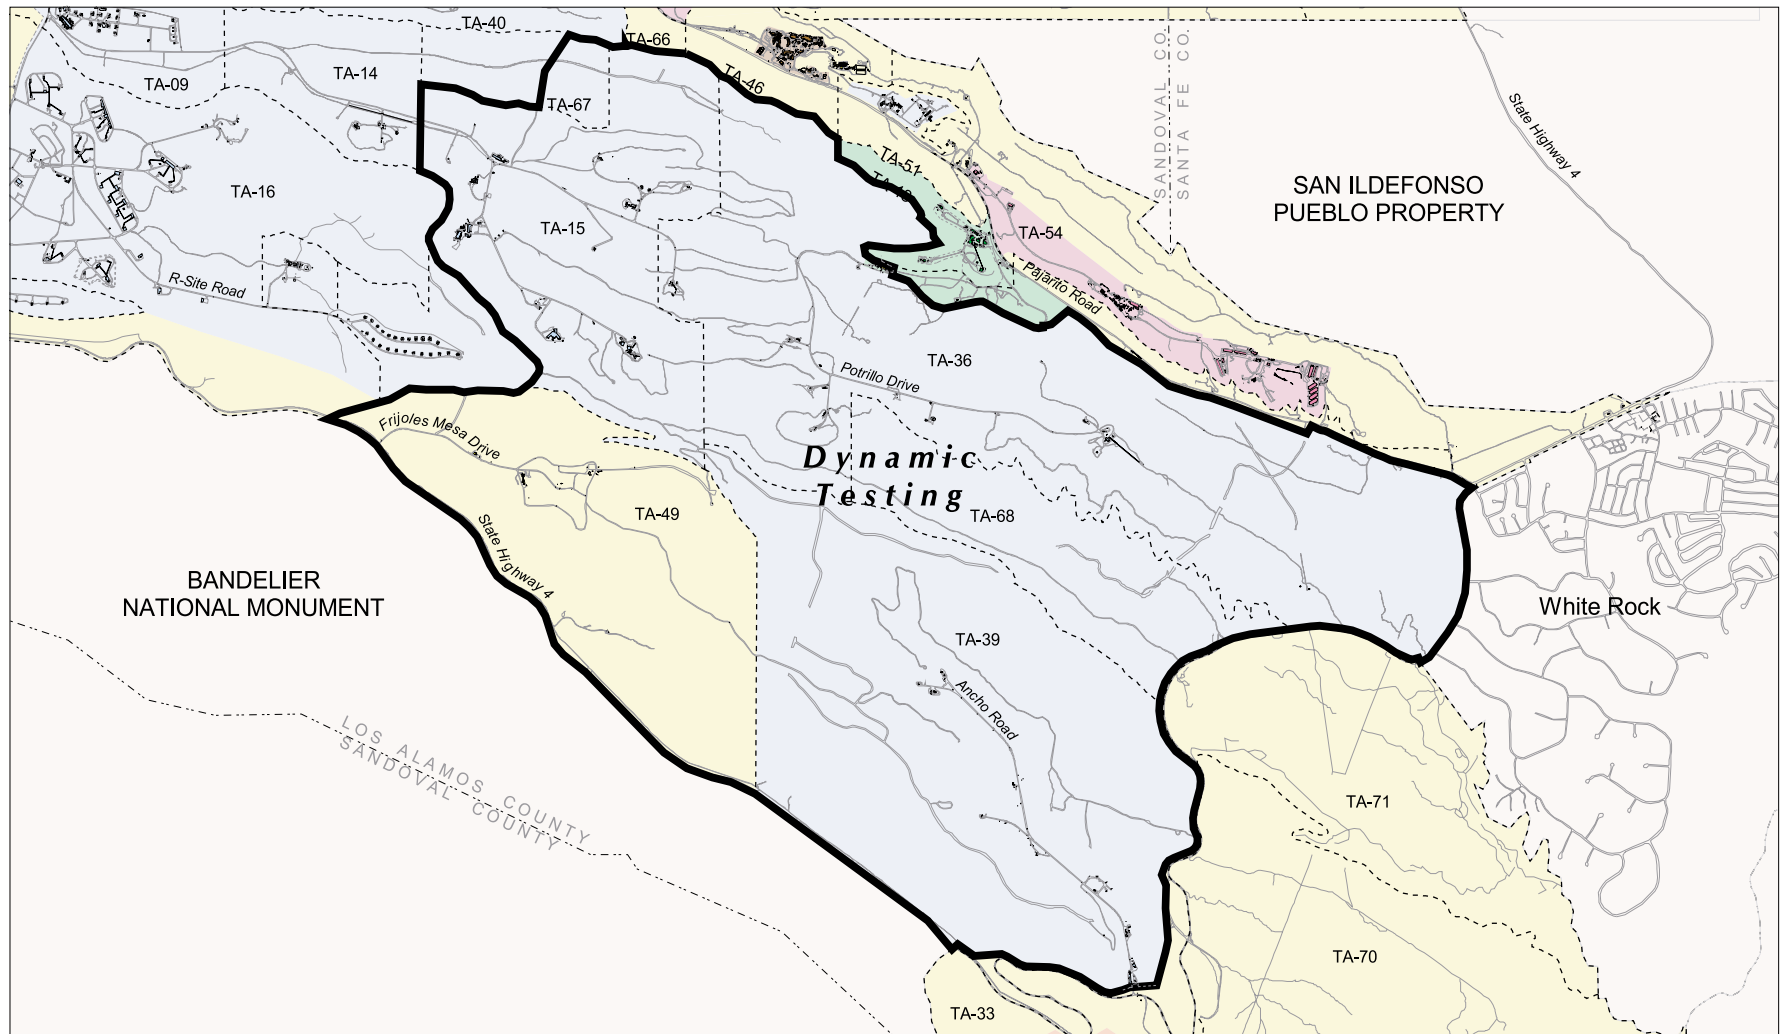 TA-40
TA-66
TA-09
TA-14
TA-46
TA-67
State Highway 4
SANDOVAL CO.
SANTA FE CO.
TA-51
TA-16
SAN ILDEFONSO
PUEBLO PROPERTY
TA-15
TA-54
R-Site Road
Pajarito Road
TA-36
Potrillo Drive
Frijoles Mesa Drive
Dynamic
Testing
TA-49
TA-68
State Highway 4
BANDELIER
NATIONAL MONUMENT
White Rock
TA-39
Ancho Road
LOS ALAMOS COUNTY
SANDOVAL COUNTY
TA-71
TA-70
TA-33